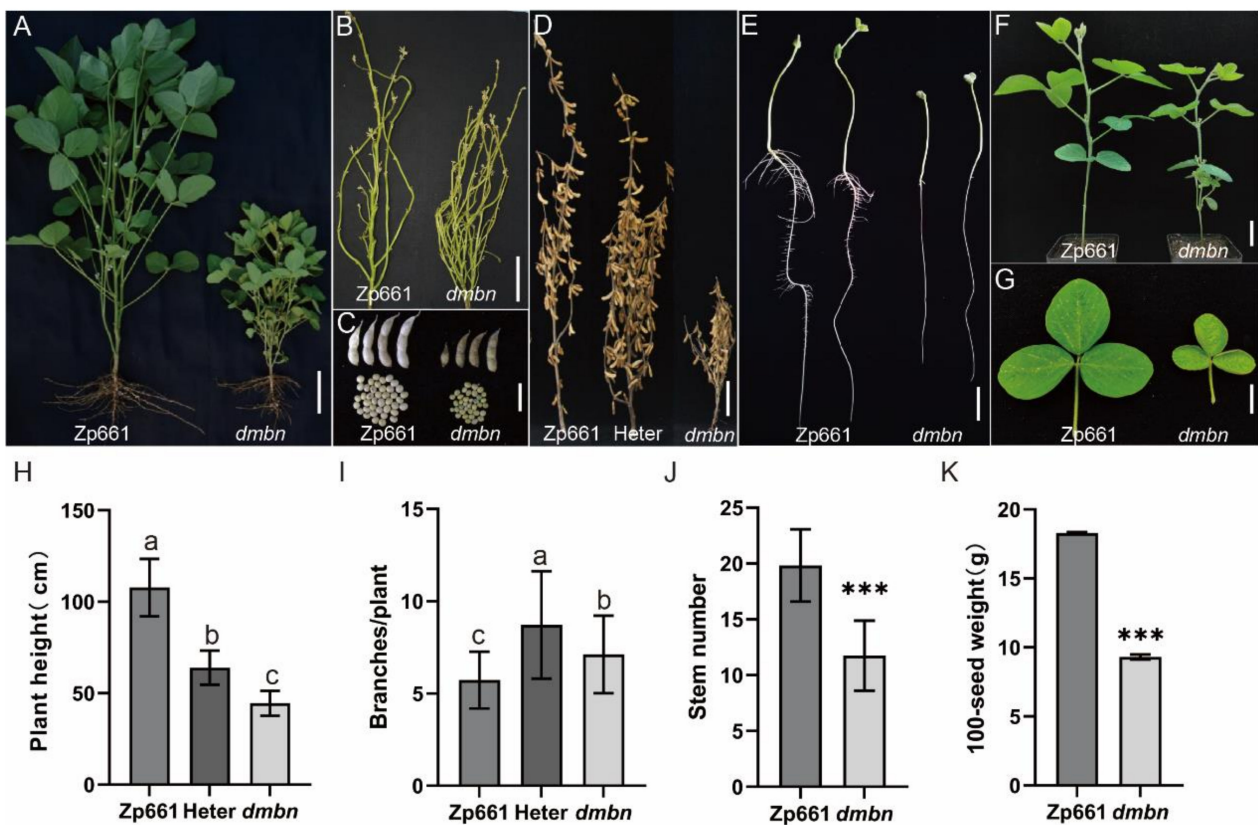 A
B
D
E
F
Zp661 dmbn
Zp661 dmbn
C
G
Zp661 dmbn
Zp661 dmbn
Zp661 Heter dmbn
Zp661 dmbn
Zp661 dmbn
H
I
J
K
Plant height( cm)
150
100
50
0
a
b
c
Zp661 Heter dmbn
Branches/plant
15
10
5
0
c
a
b
Zp661 Heter dmbn
Stem number
25
20
15
10
5
0
***
Zp661 dmbn
100-seed weight(g)
20
15
10
5
0
***
Zp661 dmbn